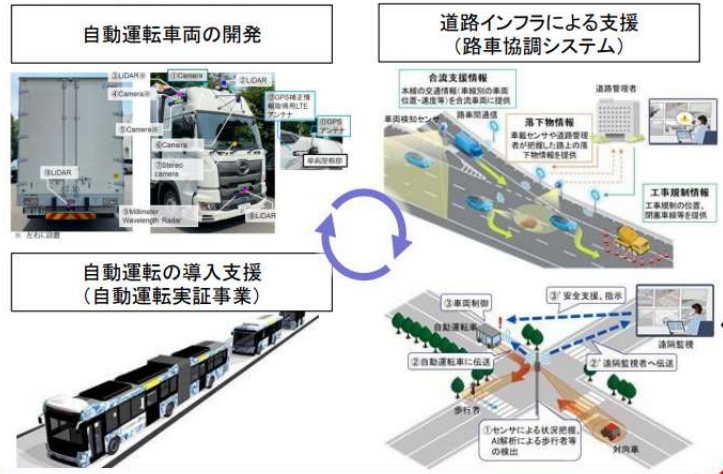 自動運転車両の開発
③LiDAR※
④Camera※
⑤Camera※
⑧LiDAR
※ 左右に設置
①Camera
②LiDAR
⑩GPS補正情
報取得用LTE
アンテナ
⑪GPS
アンテナ
車両屋根部
⑥Camera
⑦Stereo
camera
⑨Millimeter
Wavelength Radar
⑧LiDAR
自動運転の導入支援
(自動運転実証事業)
道路インフラによる支援
(路車協調システム)
合流支援情報
本線の交通情報(車線別の車両
位置・速度等)を合流車両に提供
道路管理者
車両検知センサ
路車間通信
落下物情報
車載センサや道路管理者
が把握した路上の落
下物情報を提供
工事規制情報
工事規制の位置、
閉塞車線等を提供
③車両制御
③’安全支援、指示
自動運転車
遠隔監視
②自動運転車に伝送
②’遠隔監視者へ伝送
歩行者
①センサによる状況把握、
AI解析による歩行者等
の検出
対向車